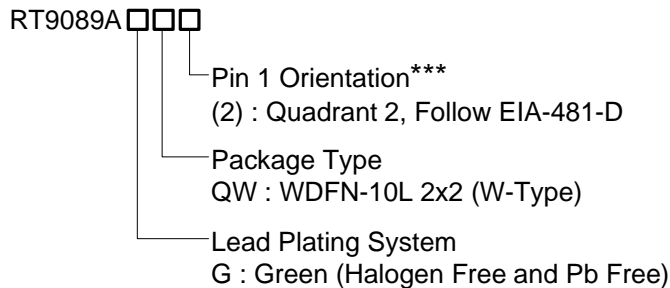 RT9089A□□□
Pin 1 Orientation***
(2) : Quadrant 2, Follow EIA-481-D
Package Type
QW : WDFN-10L 2x2 (W-Type)
Lead Plating System
G : Green (Halogen Free and Pb Free)